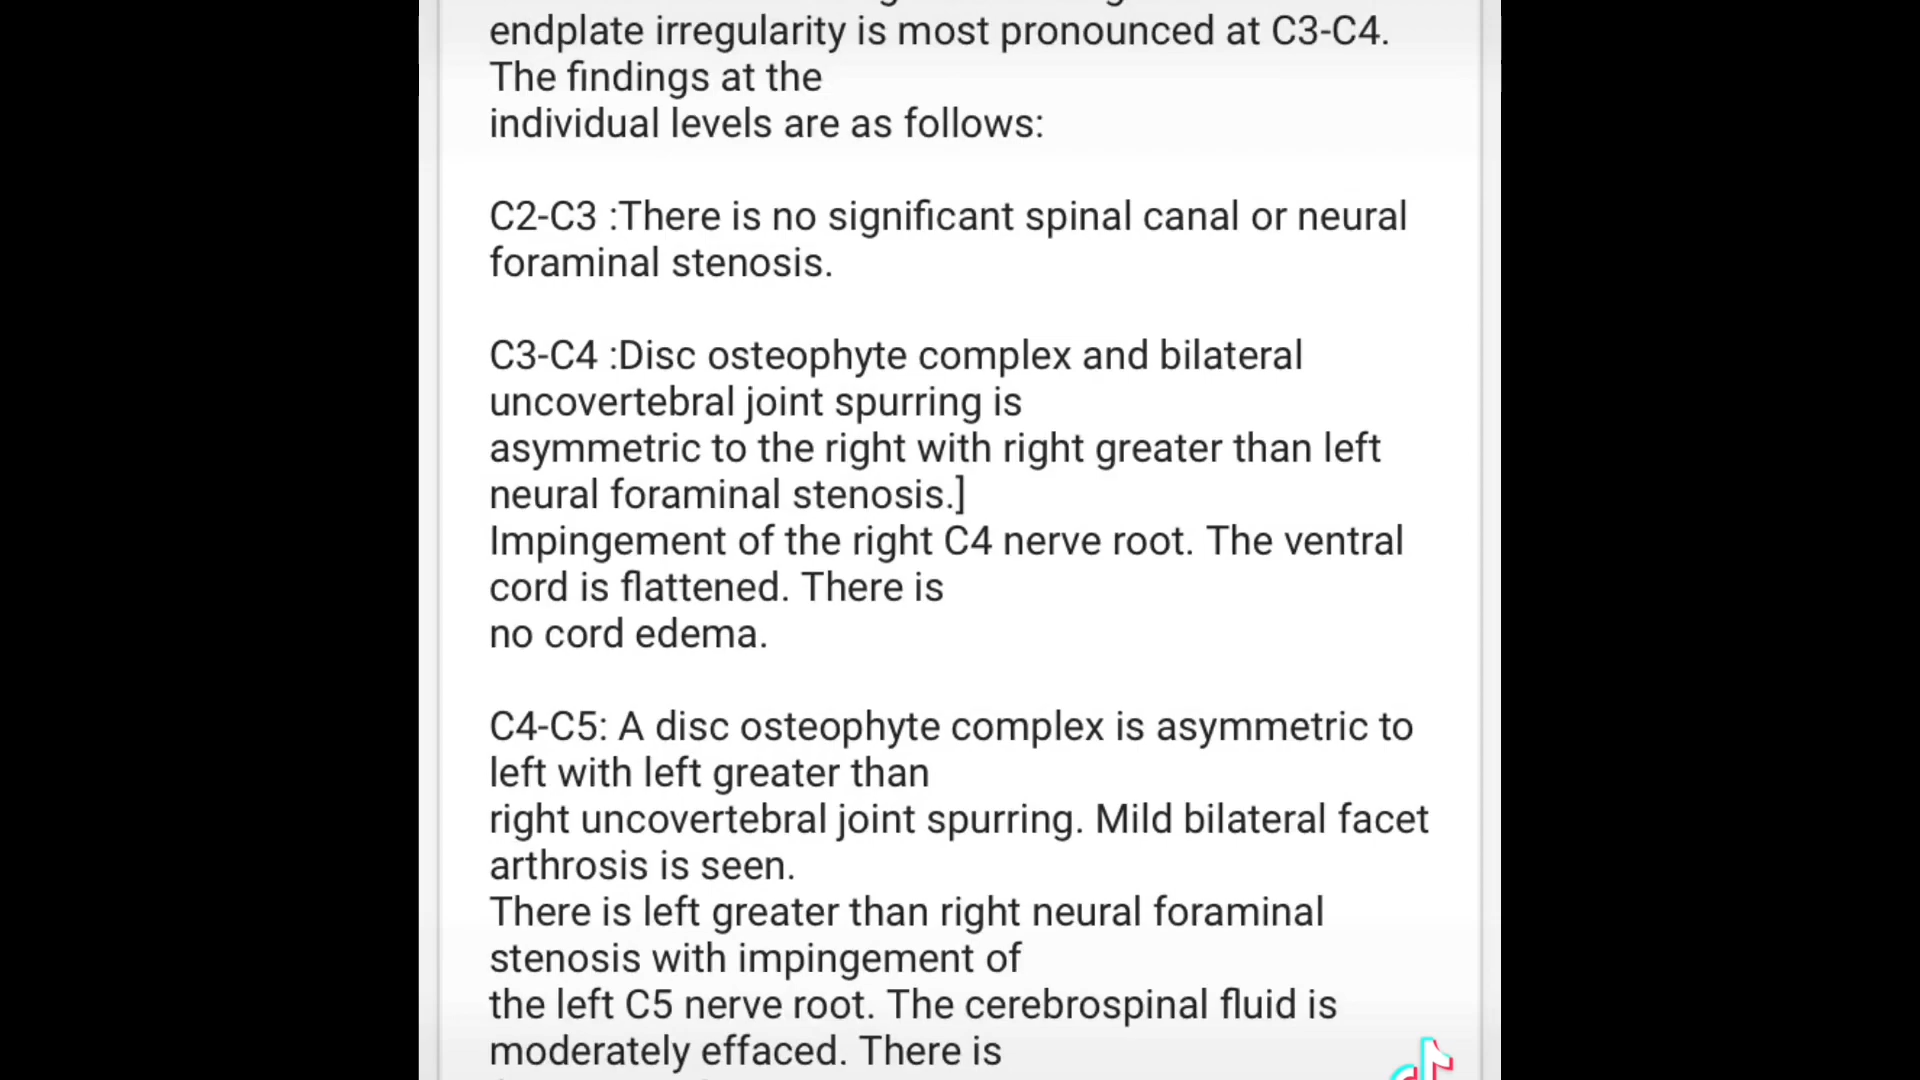 endplate irregularity is most pronounced at C3-C4.
The findings at the
individual levels are as follows:
C2-C3 :There is no significant spinal canal or neural
foraminal stenosis.
C3-C4 :Disc osteophyte complex and bilateral
uncovertebral joint spurring is
asymmetric to the right with right greater than left
neural foraminal stenosis.]
Impingement of the right C4 nerve root. The ventral
cord is flattened. There is
no cord edema.
C4-C5: A disc osteophyte complex is asymmetric to
left with left greater than
right uncovertebral joint spurring. Mild bilateral facet
arthrosis is seen.
There is left greater than right neural foraminal
stenosis with impingement of
the left C5 nerve root. The cerebrospinal fluid is
moderately effaced. There is